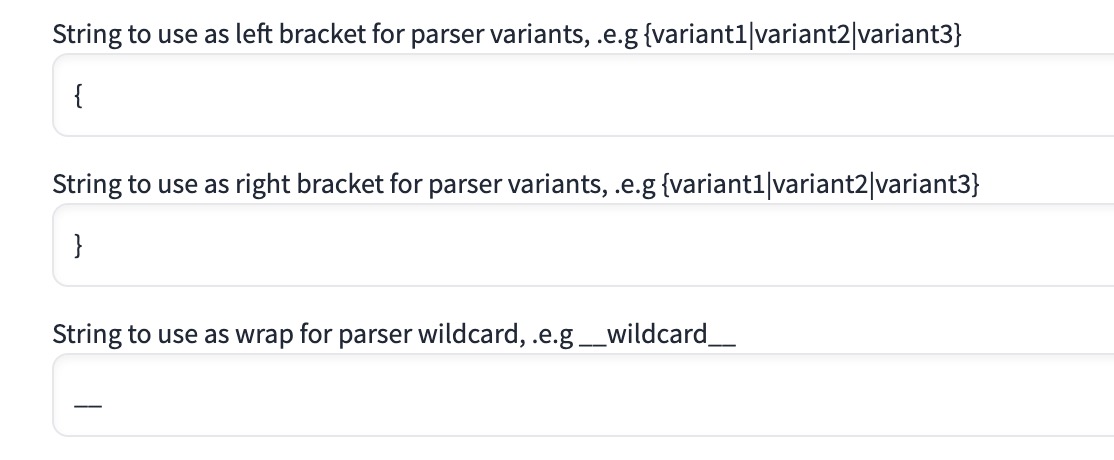 String to use as left bracket for parser variants, .e.g {variant1|variant2|variant3}
{
String to use as right bracket for parser variants, .e.g {variant1|variant2|variant3}
}
String to use as wrap for parser wildcard, .e.g __wildcard__
__